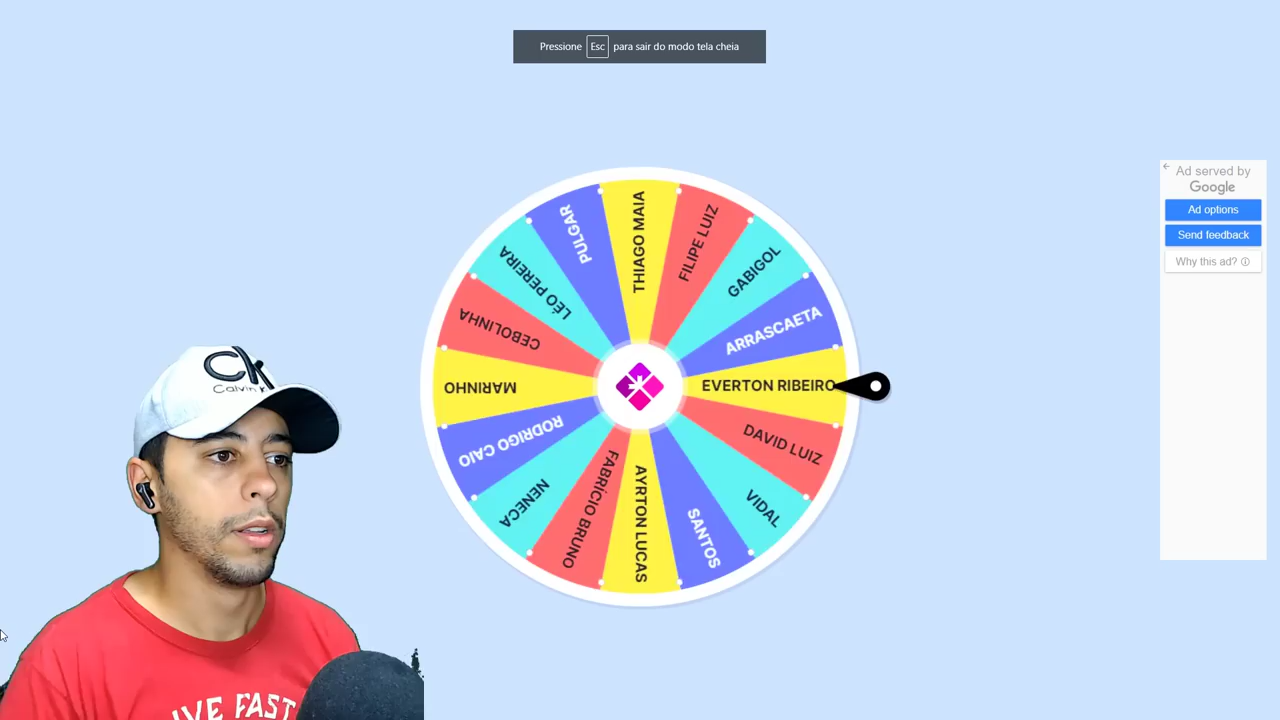 Pressione Esc para sair do modo tela cheia
Ad served by
Google
Ad options
Send feedback
Why this ad?
THIAGO MAIA
FILIPE LUIZ
GABIGOL
ARRASCAETA
EVERTON RIBEIRO
DAVID LUIZ
VIDAL
SANTOS
AYRTON LUCAS
FABRÍCIO BRUNO
NENECA
RODRIGO CAIO
MARINHO
CEBOLINHA
LÉO PEREIRA
PULGAR
ck
Calvin K
LIVE FAST